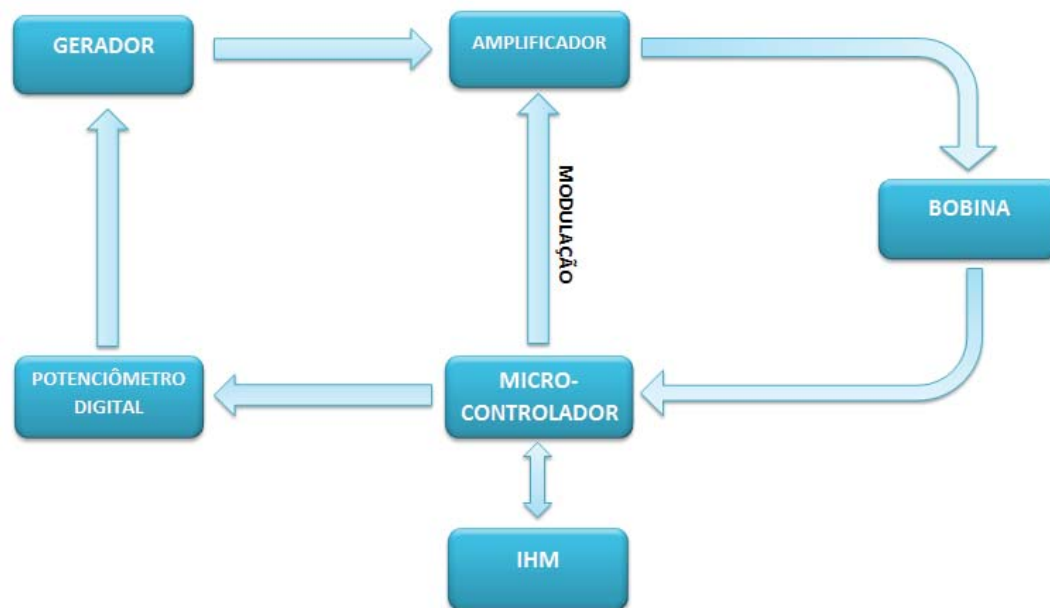 GERADOR
AMPLIFICADOR
MODULAÇÃO
BOBINA
POTENCIÔMETRO
DIGITAL
MICRO-
CONTROLADOR
IHM